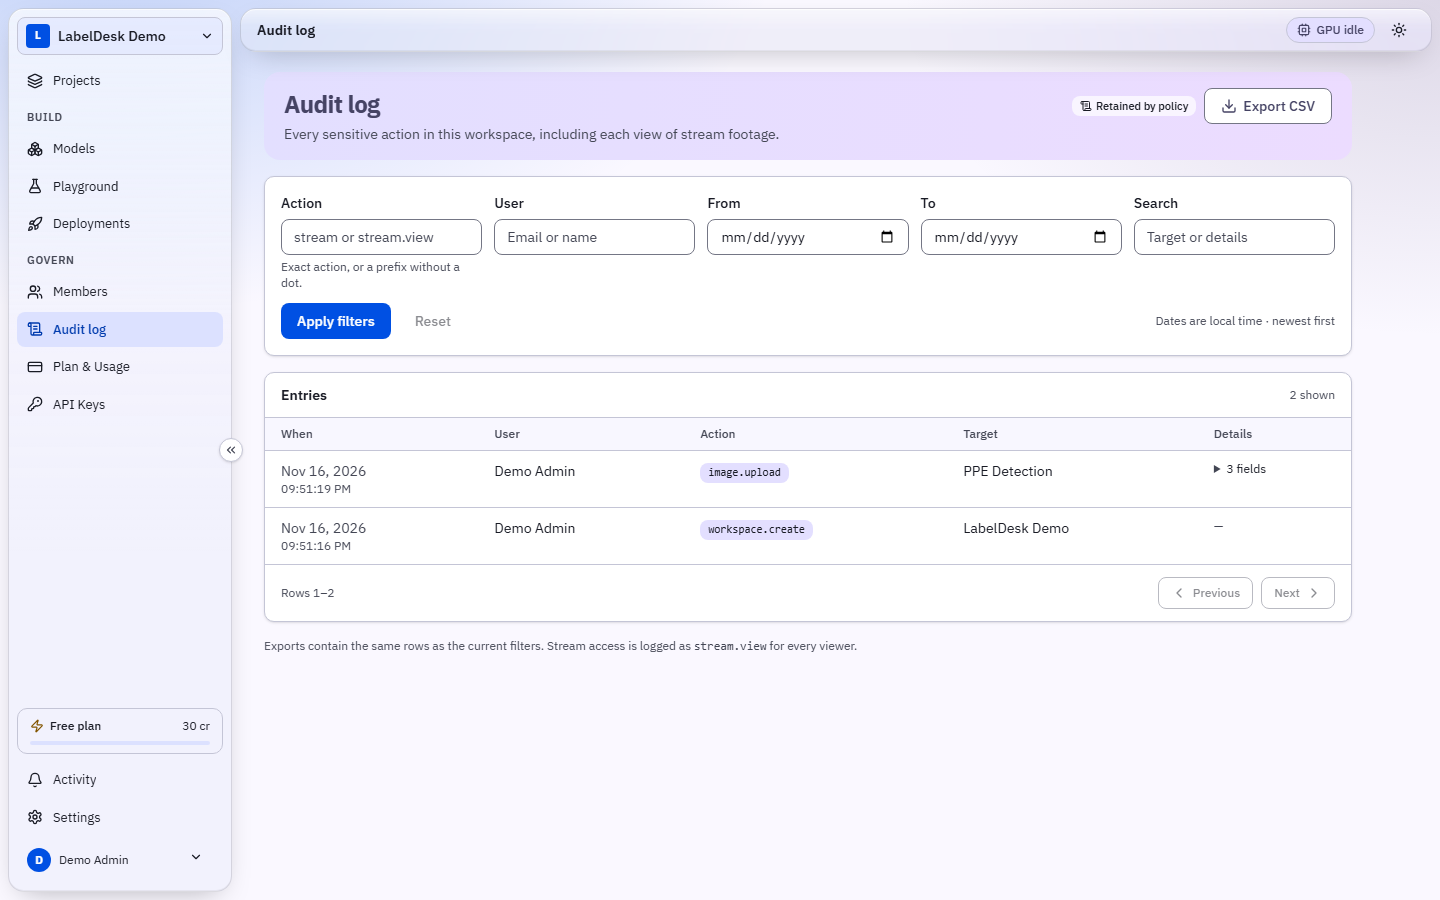 L LabelDesk Demo
Projects
BUILD
Models
Playground
Deployments
GOVERN
Members
Audit log
Plan & Usage
API Keys
Free plan 30 cr
Activity
Settings
D Demo Admin
Audit log
GPU idle
Audit log
Every sensitive action in this workspace, including each view of stream footage.
Retained by policy
Export CSV
Action User From To Search
stream or stream.view Email or name mm/dd/yyyy mm/dd/yyyy Target or details
Exact action, or a prefix without a
dot.
Apply filters Reset Dates are local time · newest first
Entries 2 shown
When User Action Target Details
Nov 16, 2026 Demo Admin image.upload PPE Detection 3 fields
09:51:19 PM
Nov 16, 2026 Demo Admin workspace.create LabelDesk Demo —
09:51:16 PM
Rows 1–2 Previous Next
Exports contain the same rows as the current filters. Stream access is logged as stream.view for every viewer.